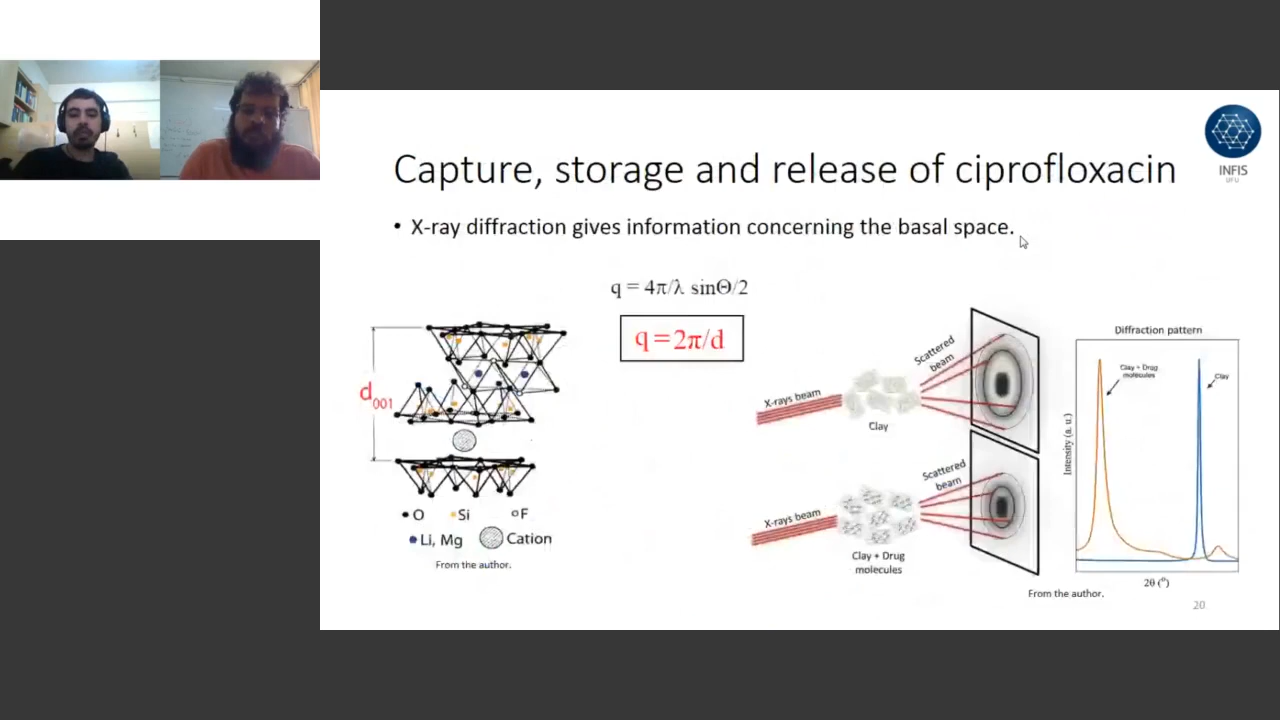 INFIS
UFU
Capture, storage and release of ciprofloxacin
• X-ray diffraction gives information concerning the basal space.
q = 4π/λ sinΘ/2
q = 2π/d
d001
O Si F
Li, Mg Cation
From the author.
X-rays beam
Scattered
beam
Clay
X-rays beam
Scattered
beam
Clay + Drug
molecules
Diffraction pattern
Clay + Drug
molecules
Clay
Intensity (a. u.)
2θ (°)
From the author.
20